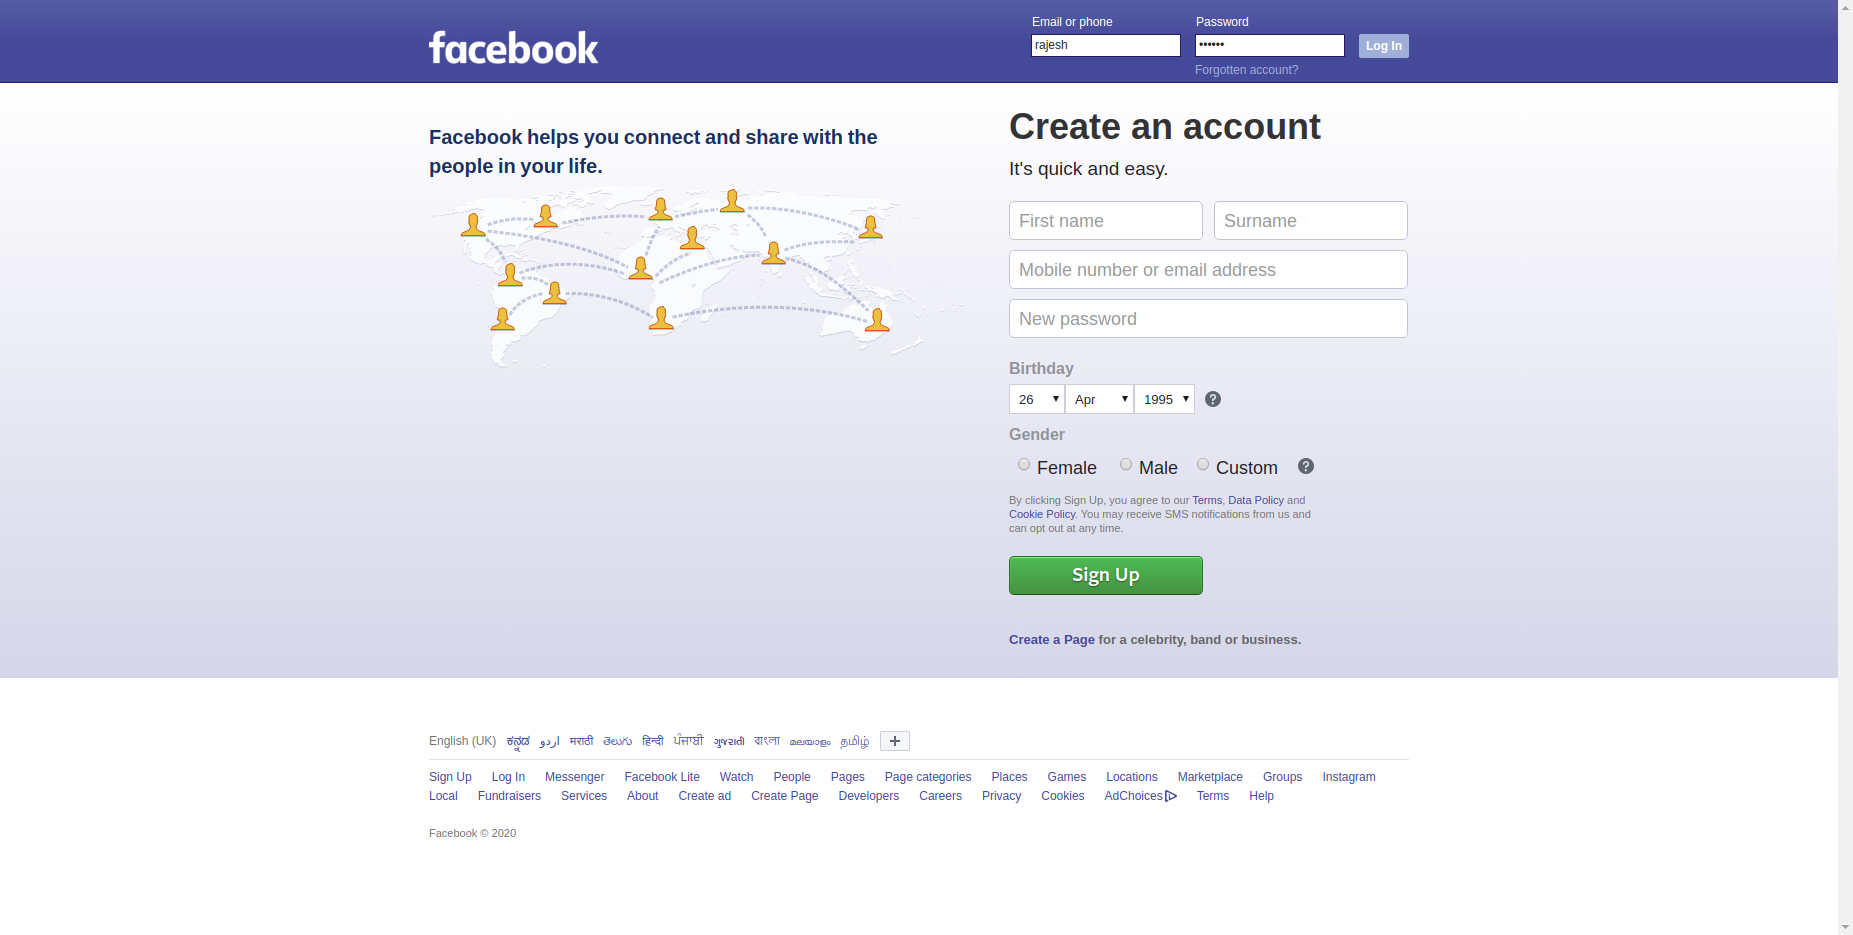 facebook
Email or phone
Password
rajesh
••••••
Log In
Forgotten account?
Facebook helps you connect and share with the
people in your life.
Create an account
It's quick and easy.
First name
Surname
Mobile number or email address
New password
Birthday
26 Apr 1995 ?
Gender
Female Male Custom ?
By clicking Sign Up, you agree to our Terms, Data Policy and
Cookie Policy. You may receive SMS notifications from us and
can opt out at any time.
Sign Up
Create a Page for a celebrity, band or business.
English (UK) ಕನ್ನಡ اردو मराठी తెలుగు हिन्दी ਪੰਜਾਬੀ ગુજરાતી বাংলা മലയാളം தமிழ் +
Sign Up Log In Messenger Facebook Lite Watch People Pages Page categories Places Games Locations Marketplace Groups Instagram
Local Fundraisers Services About Create ad Create Page Developers Careers Privacy Cookies AdChoices Terms Help
Facebook © 2020